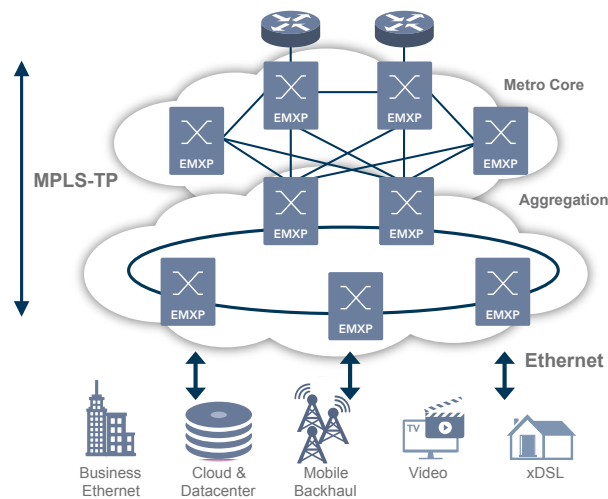 Metro Core
EMXP
EMXP
EMXP
EMXP
MPLS-TP
Aggregation
EMXP
EMXP
EMXP
EMXP
EMXP
Ethernet
TV
Business
Ethernet
Cloud &
Datacenter
Mobile
Backhaul
Video
xDSL